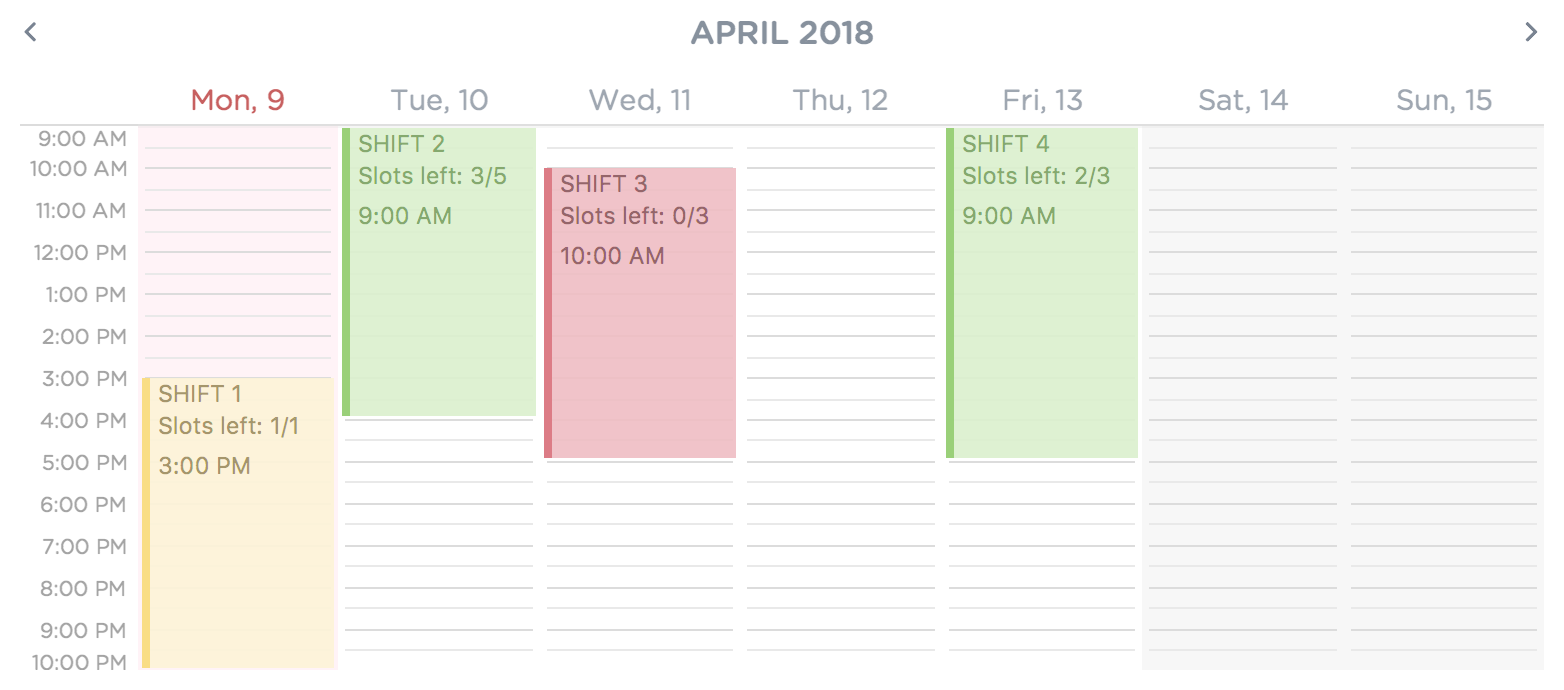 APRIL 2018
Mon, 9
Tue, 10
Wed, 11
Thu, 12
Fri, 13
Sat, 14
Sun, 15
9:00 AM
10:00 AM
11:00 AM
12:00 PM
1:00 PM
2:00 PM
3:00 PM
4:00 PM
5:00 PM
6:00 PM
7:00 PM
8:00 PM
9:00 PM
10:00 PM
SHIFT 1
Slots left: 1/1
3:00 PM
SHIFT 2
Slots left: 3/5
9:00 AM
SHIFT 3
Slots left: 0/3
10:00 AM
SHIFT 4
Slots left: 2/3
9:00 AM